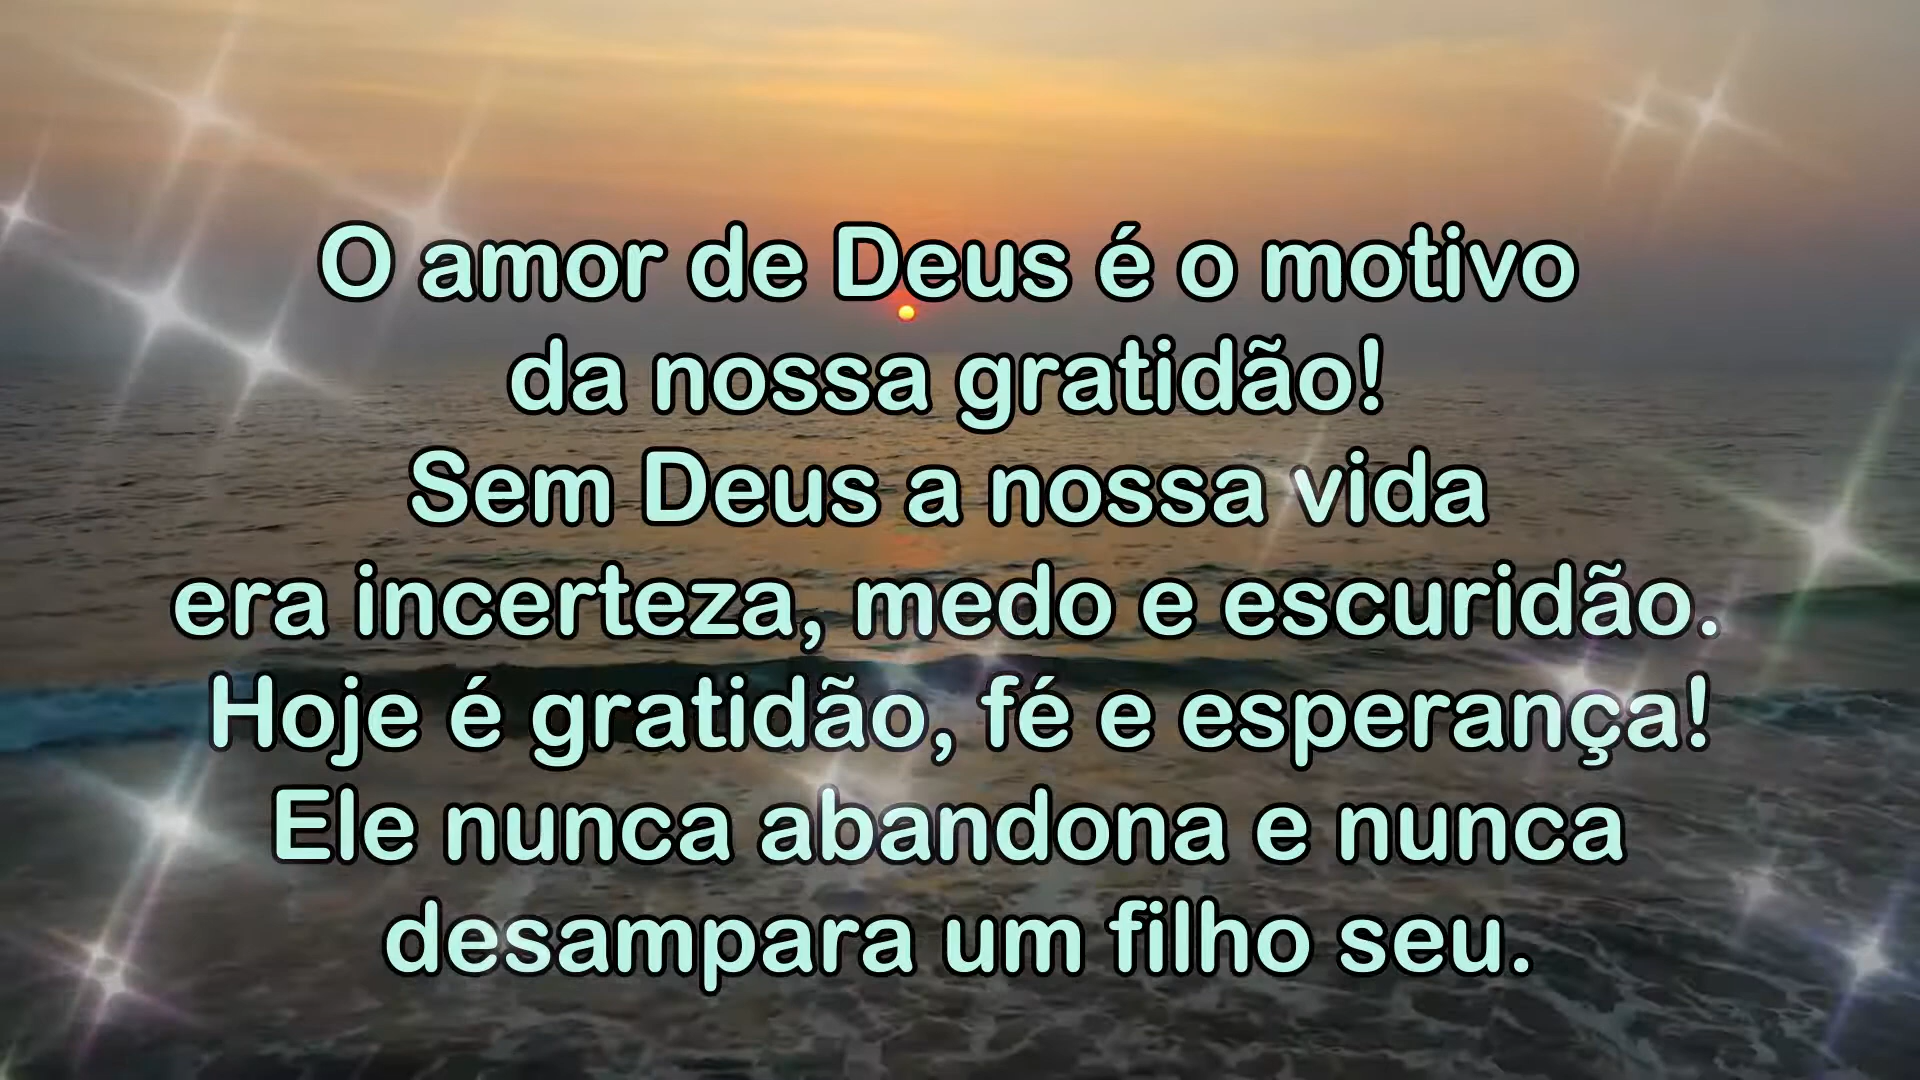 O amor de Deus é o motivo
da nossa gratidão!
Sem Deus a nossa vida
era incerteza, medo e escuridão.
Hoje é gratidão, fé e esperança!
Ele nunca abandona e nunca
desampara um filho seu.